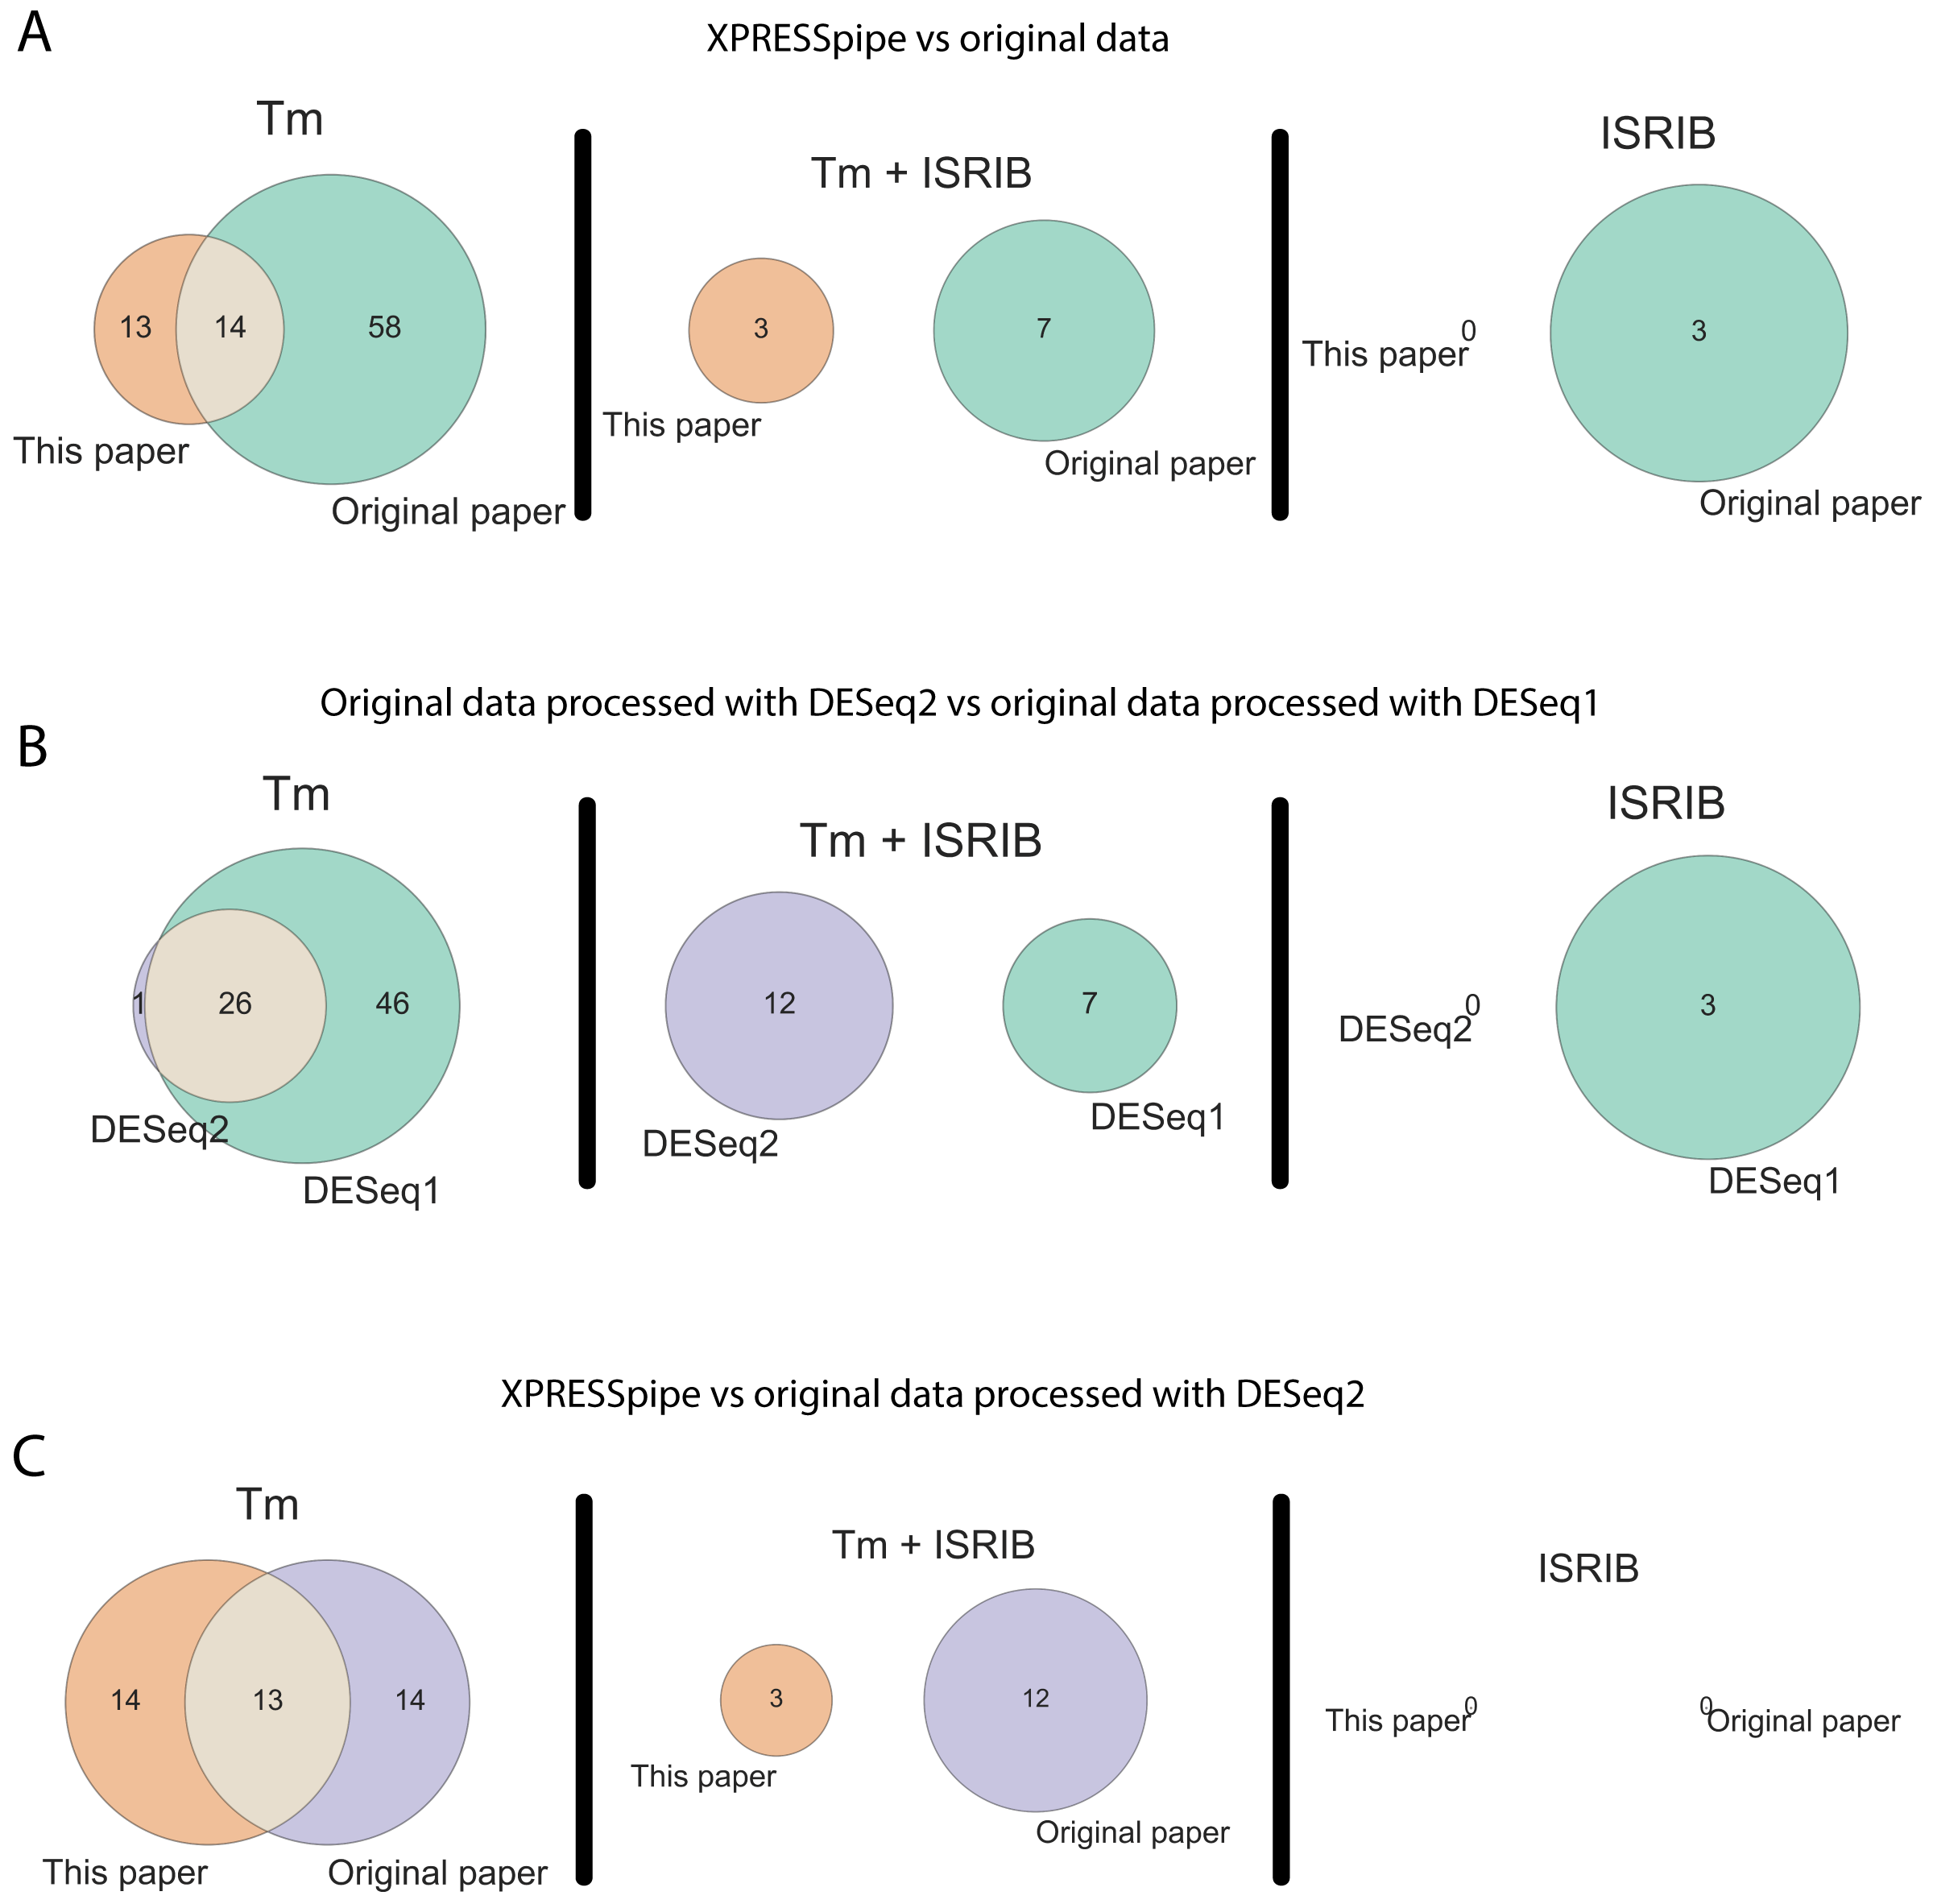 A
XPRESSpipe vs original data
Tm
Tm + ISRIB
ISRIB
13
14
58
3
7
0
3
This paper
This paper
This paper
Original paper
Original paper
Original paper
Original data processed with DESeq2 vs original data processed with DESeq1
B
Tm
Tm + ISRIB
ISRIB
1
26
46
12
7
0
3
DESeq2
DESeq2
DESeq1
DESeq2
DESeq1
DESeq1
XPRESSpipe vs original data processed with DESeq2
C
Tm
Tm + ISRIB
ISRIB
14
13
14
3
12
0
0
This paper
Original paper
This paper
Original paper
This paper
Original paper